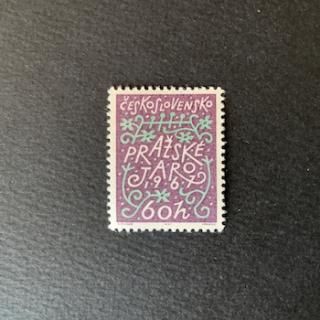 ČESKOSLOVENSKO
PRAŽSKÉ
JARO
1967
60h